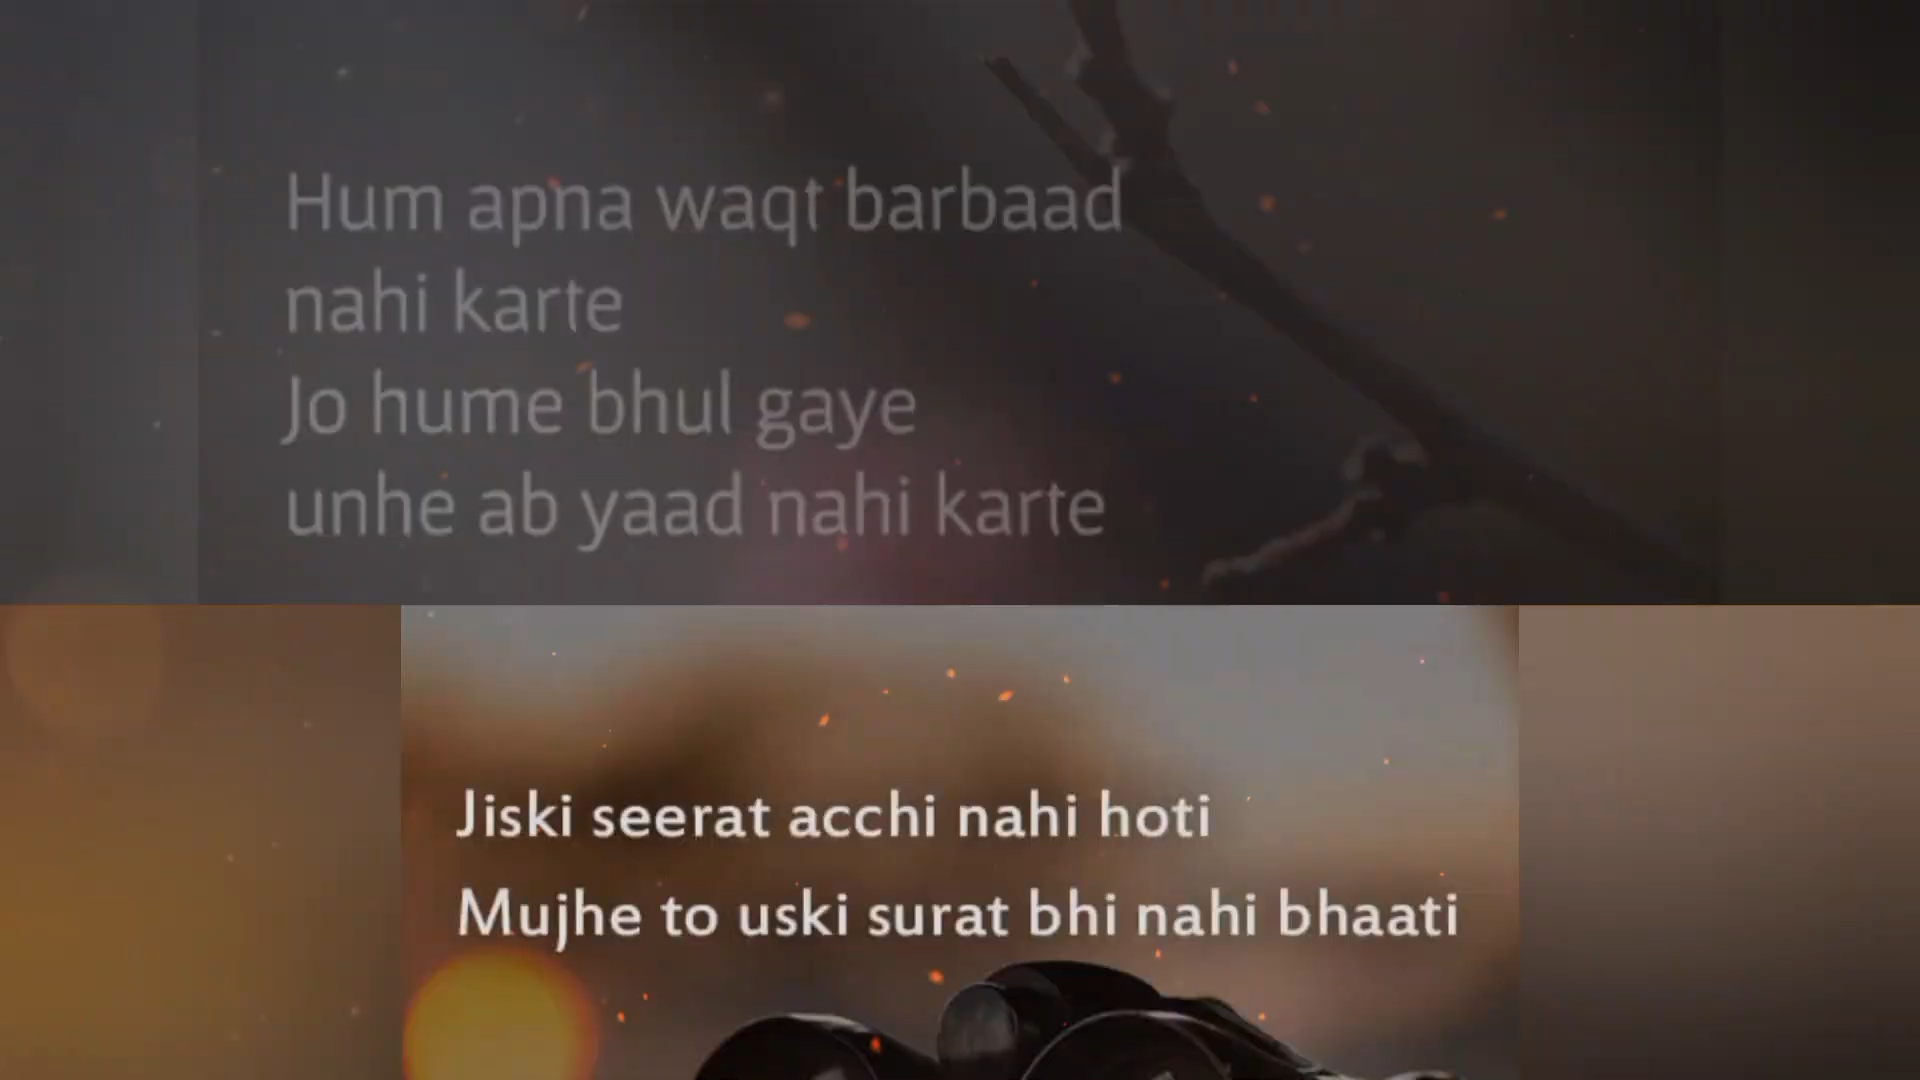 Hum apna waqt barbaad
nahi karte
Jo hume bhul gaye
unhe ab yaad nahi karte
Jiski seerat acchi nahi hoti
Mujhe to uski surat bhi nahi bhaati